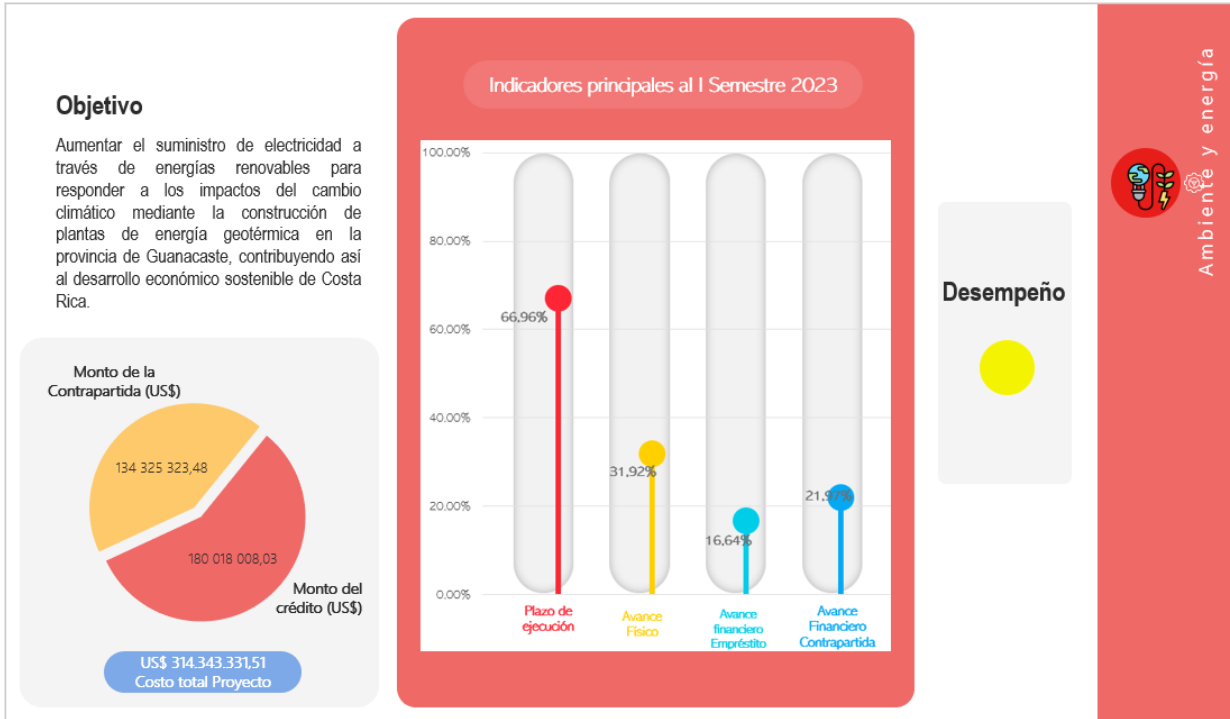 Objetivo
Aumentar el suministro de electricidad a
través de energías renovables para
responder a los impactos del cambio
climático mediante la construcción de
plantas de energía geotérmica en la
provincia de Guanacaste, contribuyendo así
al desarrollo económico sostenible de Costa
Rica.
Monto de la
Contrapartida (US$)
134 325 323,48
180 018 008,03
Monto del
crédito (US$)
US$ 314.343.331,51
Costo total Proyecto
Indicadores principales al I Semestre 2023
100.00%
80.00%
60.00%
40.00%
20.00%
0.00%
66,96%
31,92%
16,64%
21,97%
Plazo de
ejecución
Avance
Físico
Avance
financiero
Empréstito
Avance
Financiero
Contrapartida
Desempeño
Ambiente y energía